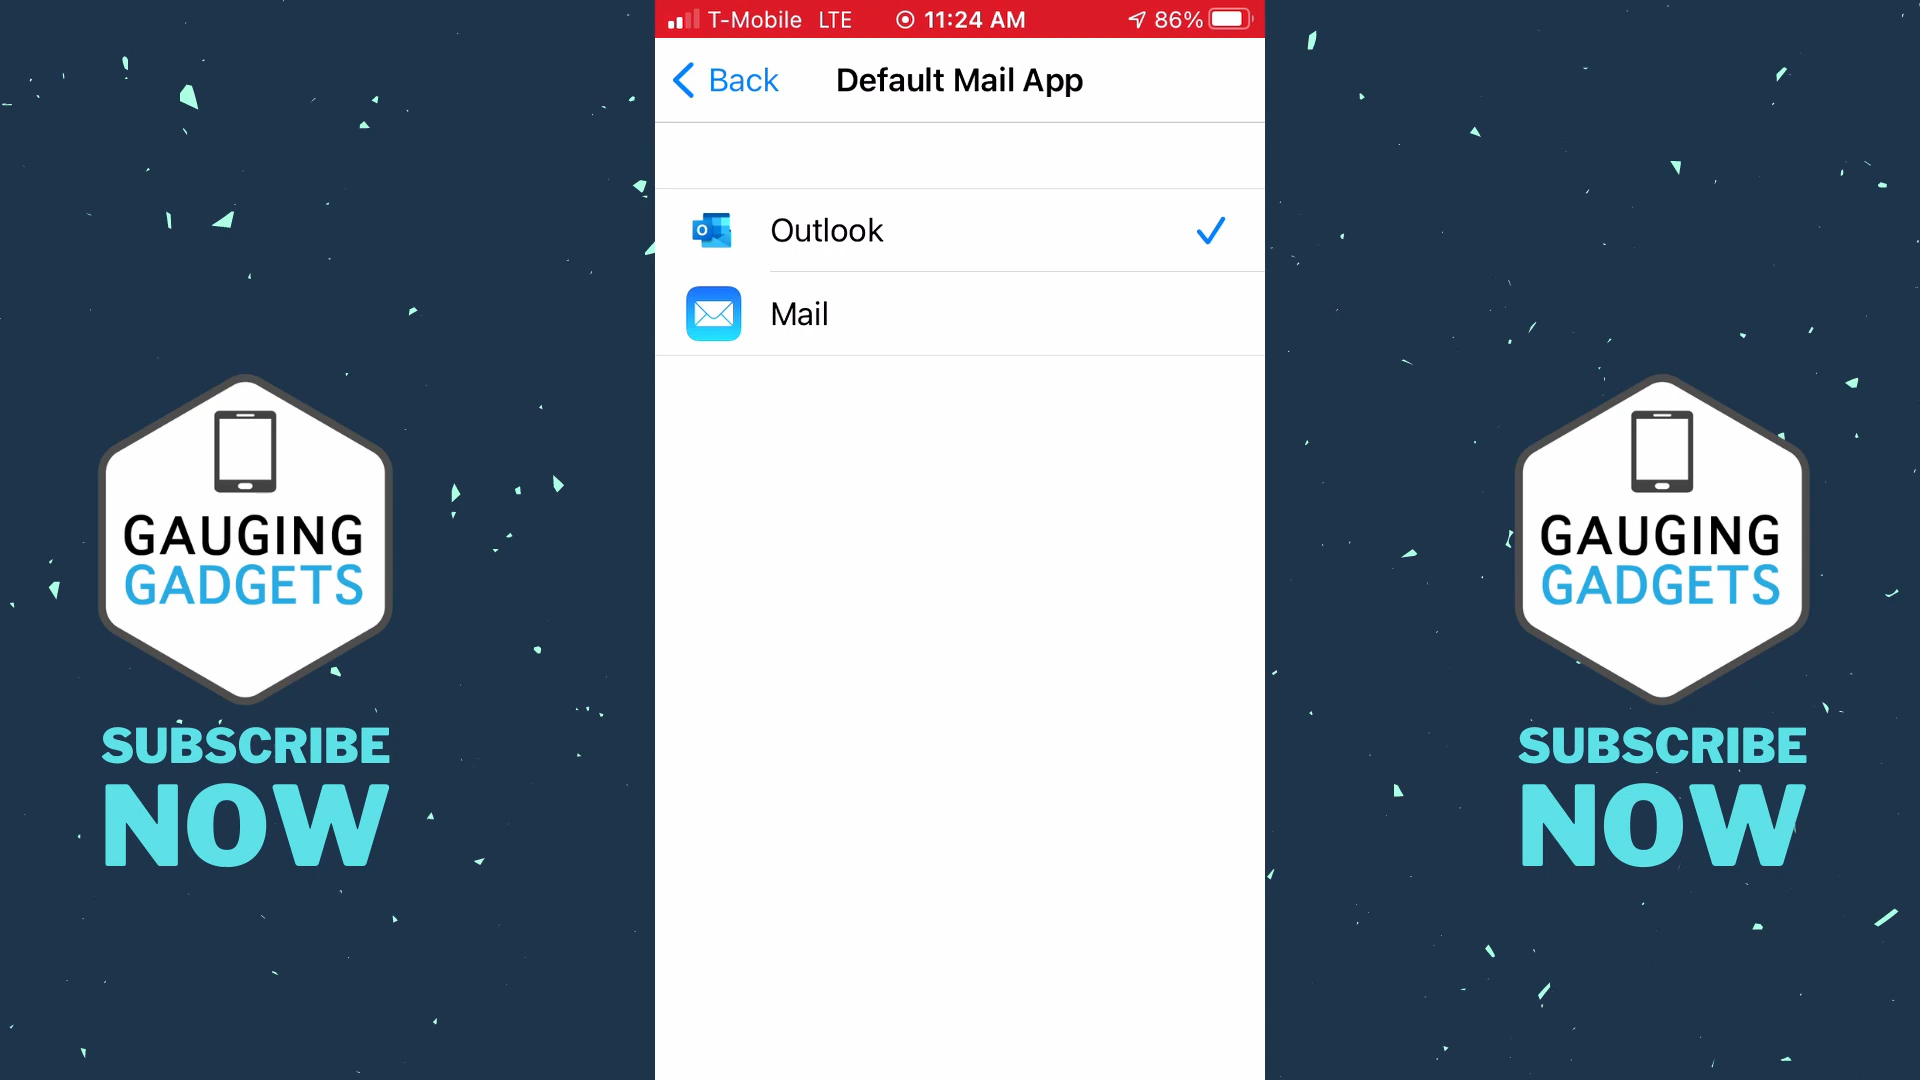 T-Mobile LTE 11:24 AM 86%
Back Default Mail App
Outlook
Mail
GAUGING
GADGETS
SUBSCRIBE
NOW
GAUGING
GADGETS
SUBSCRIBE
NOW